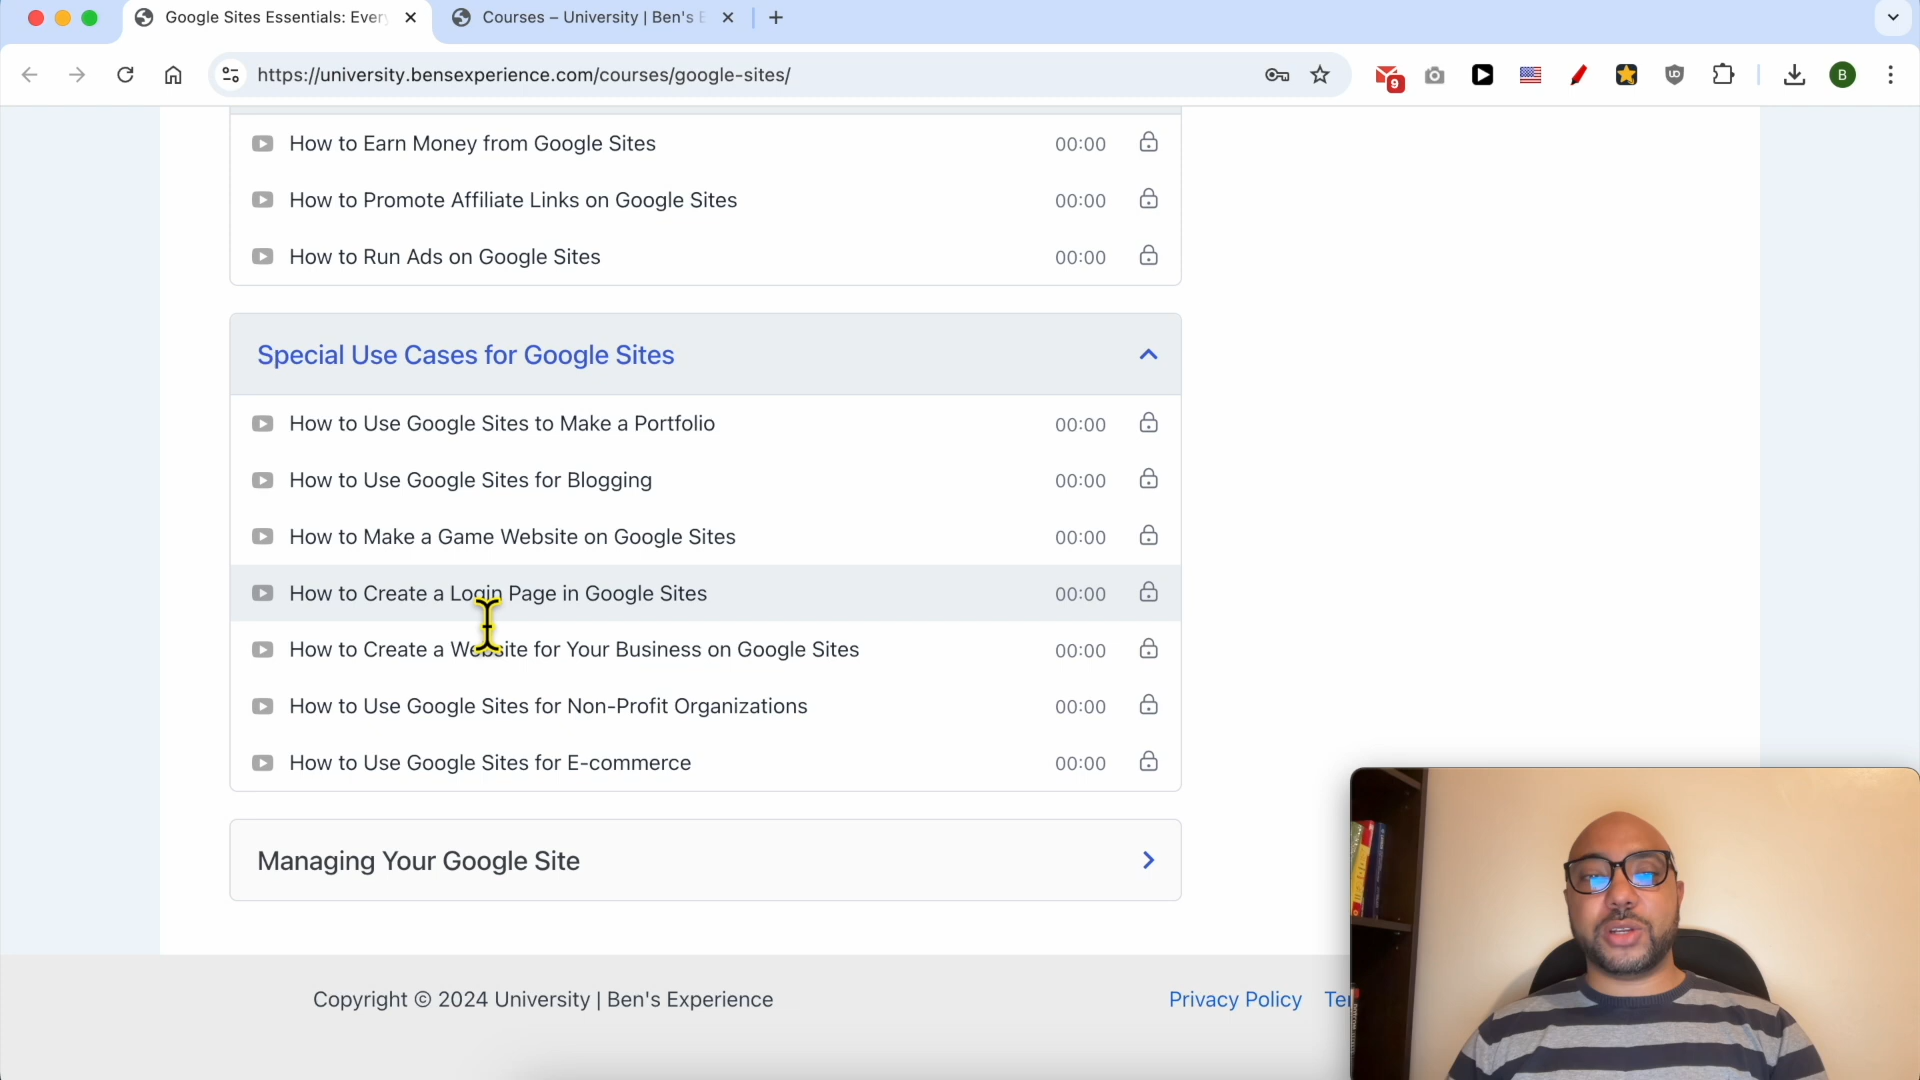 Google Sites Essentials: Ever
Courses – University | Ben's E
https://university.bensexperience.com/courses/google-sites/
9
B
How to Earn Money from Google Sites 00:00
How to Promote Affiliate Links on Google Sites 00:00
How to Run Ads on Google Sites 00:00
Special Use Cases for Google Sites
How to Use Google Sites to Make a Portfolio 00:00
How to Use Google Sites for Blogging 00:00
How to Make a Game Website on Google Sites 00:00
How to Create a Login Page in Google Sites 00:00
How to Create a Website for Your Business on Google Sites 00:00
How to Use Google Sites for Non-Profit Organizations 00:00
How to Use Google Sites for E-commerce 00:00
Managing Your Google Site
Copyright © 2024 University | Ben's Experience
Privacy Policy Te